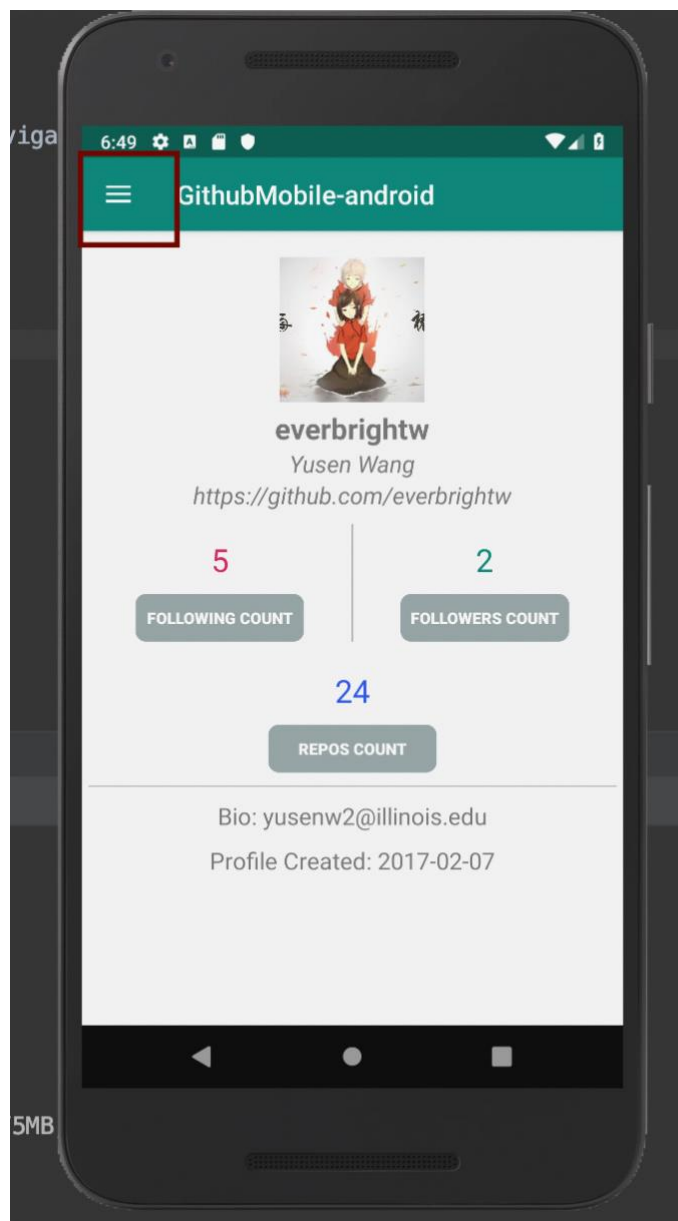 viga
6:49
GithubMobile-android
everbrightw
Yusen Wang
https://github.com/everbrightw
5 2
FOLLOWING COUNT FOLLOWERS COUNT
24
REPOS COUNT
Bio: yusenw2@illinois.edu
Profile Created: 2017-02-07
5MB